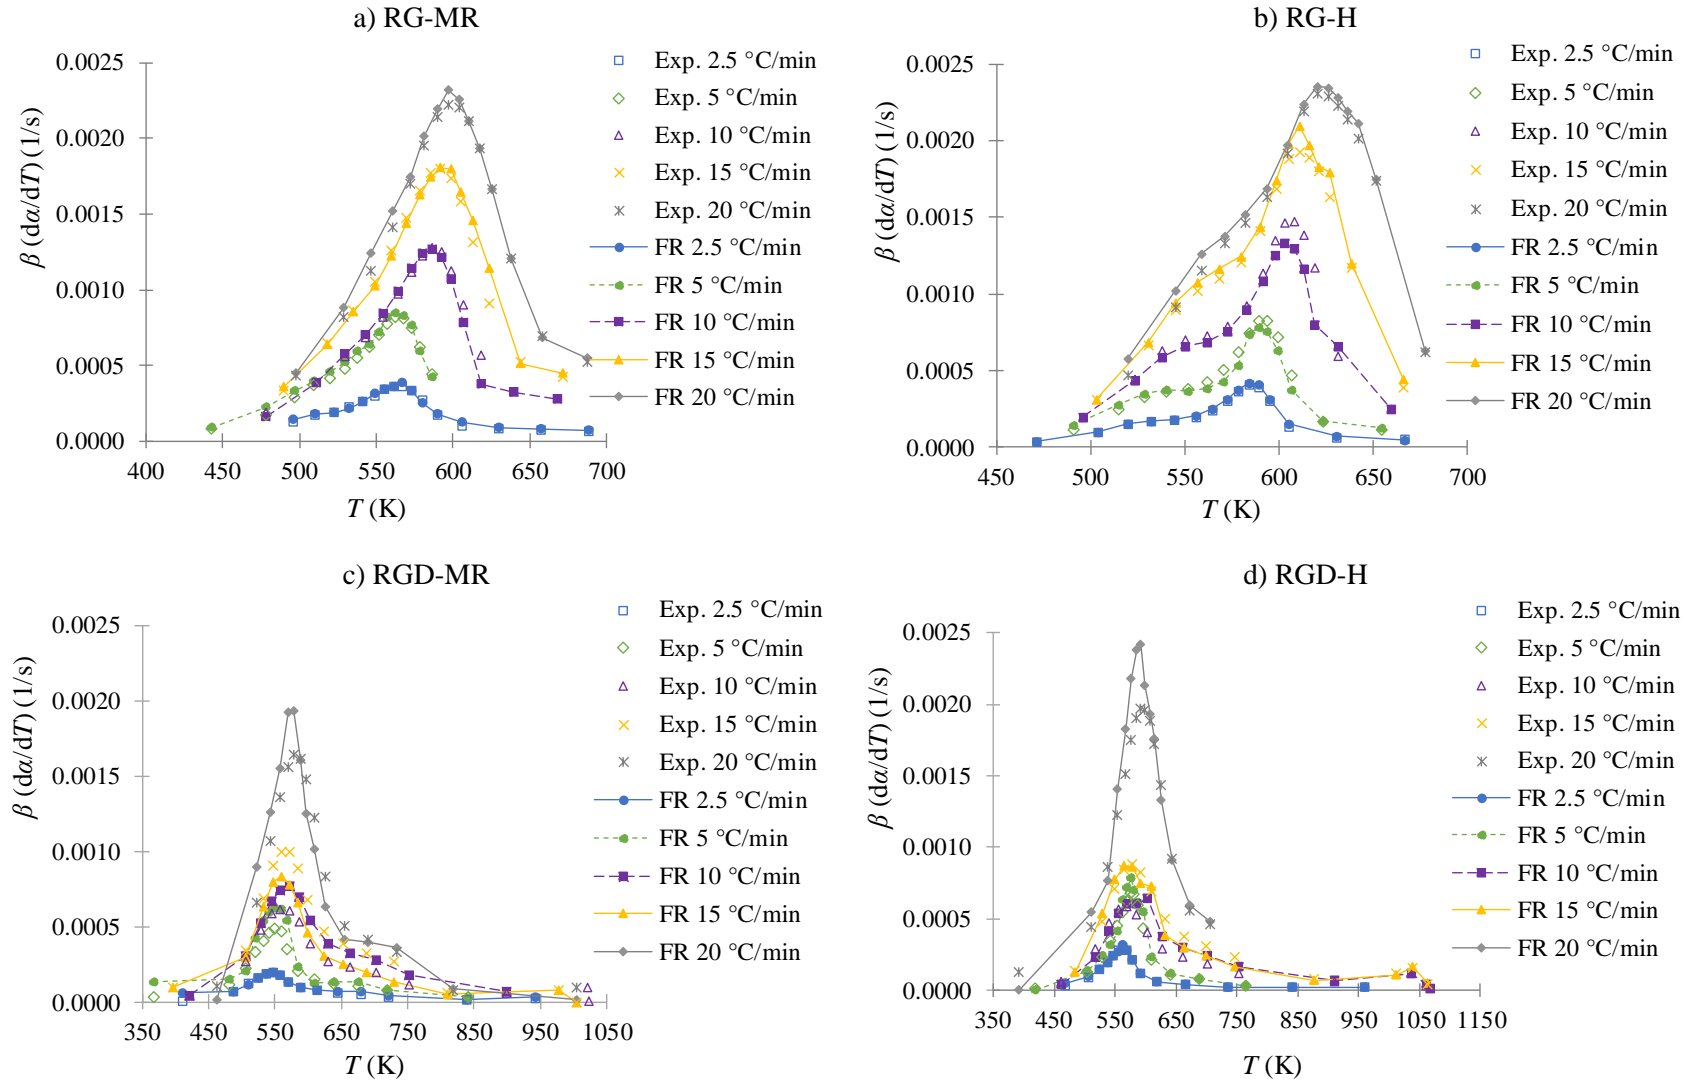 a) RG-MR
0.0025
0.0020
0.0015
0.0010
0.0005
0.0000
β (dα/dT) (1/s)
400 450 500 550 600 650 700
T (K)
Exp. 2.5 °C/min
Exp. 5 °C/min
Exp. 10 °C/min
Exp. 15 °C/min
Exp. 20 °C/min
FR 2.5 °C/min
FR 5 °C/min
FR 10 °C/min
FR 15 °C/min
FR 20 °C/min
b) RG-H
0.0025
0.0020
0.0015
0.0010
0.0005
0.0000
β (dα/dT) (1/s)
450 500 550 600 650 700
T (K)
Exp. 2.5 °C/min
Exp. 5 °C/min
Exp. 10 °C/min
Exp. 15 °C/min
Exp. 20 °C/min
FR 2.5 °C/min
FR 5 °C/min
FR 10 °C/min
FR 15 °C/min
FR 20 °C/min
c) RGD-MR
0.0025
0.0020
0.0015
0.0010
0.0005
0.0000
β (dα/dT) (1/s)
350 450 550 650 750 850 950 1050
T (K)
Exp. 2.5 °C/min
Exp. 5 °C/min
Exp. 10 °C/min
Exp. 15 °C/min
Exp. 20 °C/min
FR 2.5 °C/min
FR 5 °C/min
FR 10 °C/min
FR 15 °C/min
FR 20 °C/min
d) RGD-H
0.0025
0.0020
0.0015
0.0010
0.0005
0.0000
β (dα/dT) (1/s)
350 450 550 650 750 850 950 1050 1150
T (K)
Exp. 2.5 °C/min
Exp. 5 °C/min
Exp. 10 °C/min
Exp. 15 °C/min
Exp. 20 °C/min
FR 2.5 °C/min
FR 5 °C/min
FR 10 °C/min
FR 15 °C/min
FR 20 °C/min